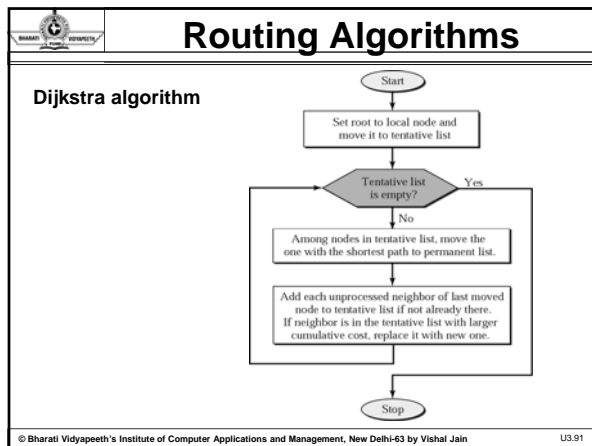 BHARATI VIDYAPEETH
PUNE
Routing Algorithms
Dijkstra algorithm
Start
Set root to local node and
move it to tentative list
Tentative list
is empty?
Yes
No
Among nodes in tentative list, move the
one with the shortest path to permanent list.
Add each unprocessed neighbor of last moved
node to tentative list if not already there.
If neighbor is in the tentative list with larger
cumulative cost, replace it with new one.
Stop
© Bharati Vidyapeeth's Institute of Computer Applications and Management, New Delhi-63 by Vishal Jain
U3.91